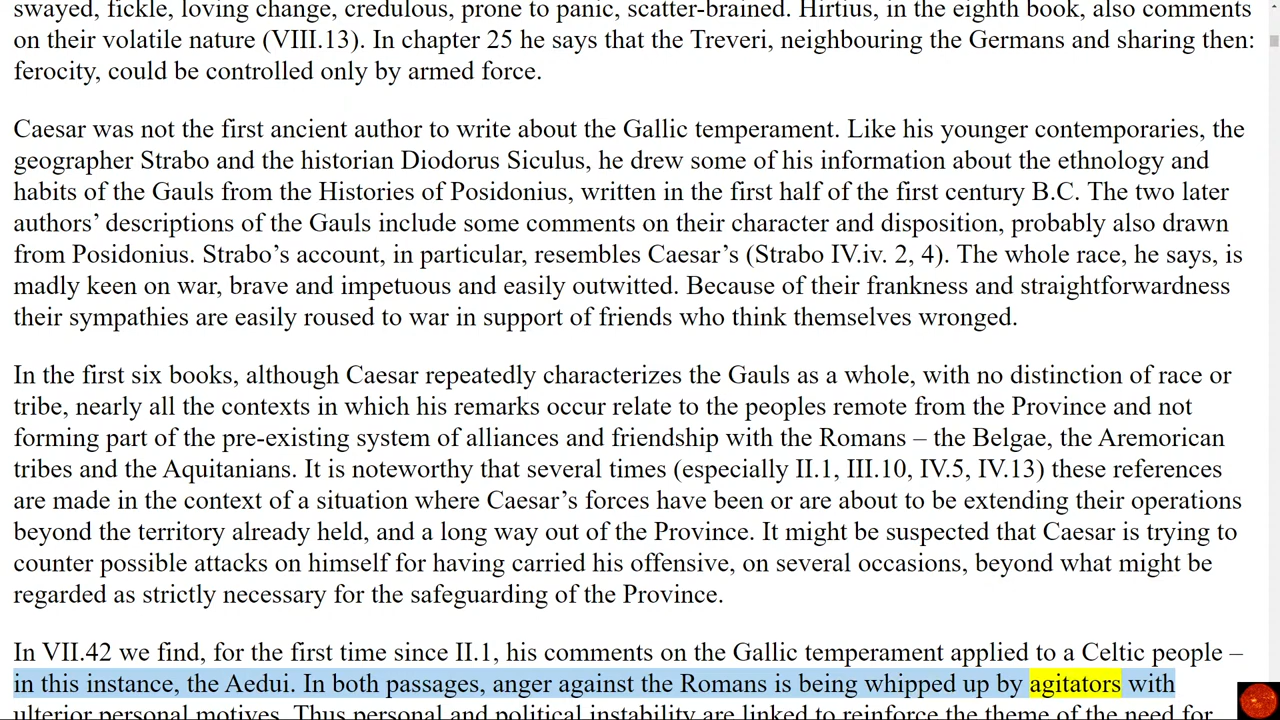 swayed, fickle, loving change, credulous, prone to panic, scatter-brained. Hirtius, in the eighth book, also comments
on their volatile nature (VIII.13). In chapter 25 he says that the Treveri, neighbouring the Germans and sharing then:
ferocity, could be controlled only by armed force.
Caesar was not the first ancient author to write about the Gallic temperament. Like his younger contemporaries, the
geographer Strabo and the historian Diodorus Siculus, he drew some of his information about the ethnology and
habits of the Gauls from the Histories of Posidonius, written in the first half of the first century B.C. The two later
authors’ descriptions of the Gauls include some comments on their character and disposition, probably also drawn
from Posidonius. Strabo’s account, in particular, resembles Caesar’s (Strabo IV.iv. 2, 4). The whole race, he says, is
madly keen on war, brave and impetuous and easily outwitted. Because of their frankness and straightforwardness
their sympathies are easily roused to war in support of friends who think themselves wronged.
In the first six books, although Caesar repeatedly characterizes the Gauls as a whole, with no distinction of race or
tribe, nearly all the contexts in which his remarks occur relate to the peoples remote from the Province and not
forming part of the pre-existing system of alliances and friendship with the Romans – the Belgae, the Aremorican
tribes and the Aquitanians. It is noteworthy that several times (especially II.1, III.10, IV.5, IV.13) these references
are made in the context of a situation where Caesar’s forces have been or are about to be extending their operations
beyond the territory already held, and a long way out of the Province. It might be suspected that Caesar is trying to
counter possible attacks on himself for having carried his offensive, on several occasions, beyond what might be
regarded as strictly necessary for the safeguarding of the Province.
In VII.42 we find, for the first time since II.1, his comments on the Gallic temperament applied to a Celtic people –
in this instance, the Aedui. In both passages, anger against the Romans is being whipped up by agitators with
ulterior personal motives. Thus personal and political instability are linked to reinforce the theme of the need for